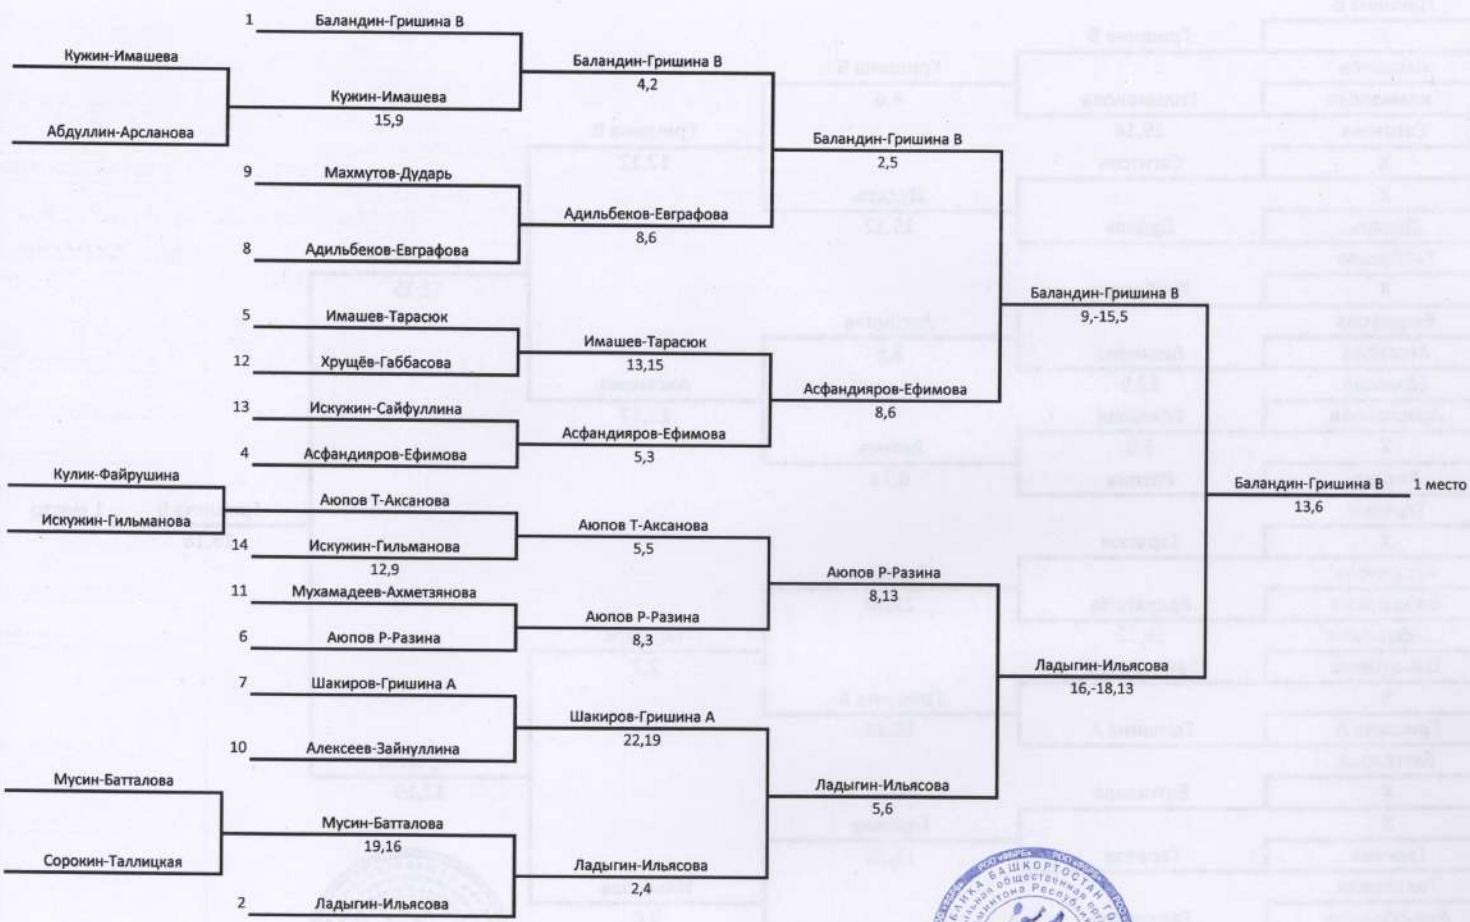 1 Баландин-Гришина В
Кужин-Имашева
Баландин-Гришина В
4,2
Кужин-Имашева
15,9
Абдуллин-Арсланова
Баландин-Гришина В
2,5
9 Махмутов-Дударь
Адильбеков-Евграфова
8,6
8 Адильбеков-Евграфова
Баландин-Гришина В
9,-15,5
5 Имашев-Тарасюк
Имашев-Тарасюк
13,15
12 Хрущёв-Габбасова
Асфандияров-Ефимова
8,6
13 Искужин-Сайфуллина
Асфандияров-Ефимова
5,3
4 Асфандияров-Ефимова
Кулик-Файрушина
Баландин-Гришина В 1 место
13,6
Аюпов Т-Аксанова
Искужин-Гильманова
Аюпов Т-Аксанова
5,5
14 Искужин-Гильманова
12,9
Аюпов Р-Разина
8,13
11 Мухамадеев-Ахметзянова
Аюпов Р-Разина
8,3
6 Аюпов Р-Разина
Ладыгин-Ильясова
16,-18,13
7 Шакиров-Гришина А
Шакиров-Гришина А
22,19
10 Алексеев-Зайнуллина
Мусин-Батталова
Ладыгин-Ильясова
5,6
Мусин-Батталова
19,16
Сорокин-Таллицкая
Ладыгин-Ильясова
2,4
2 Ладыгин-Ильясова
БАШКОРТОСТАН